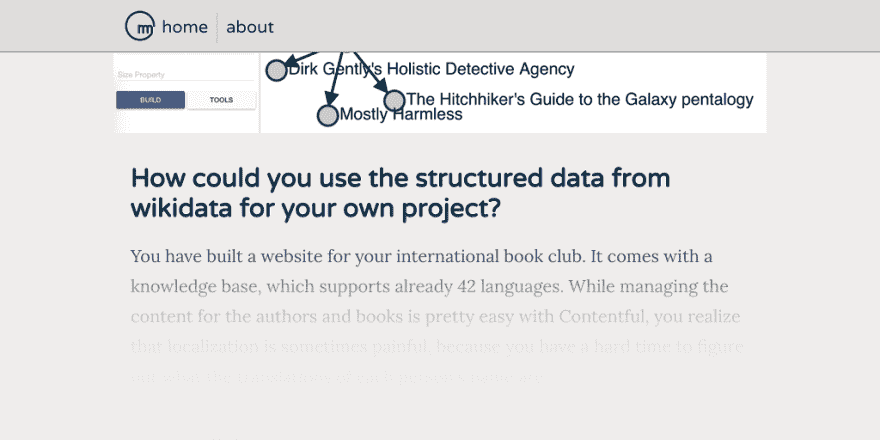 home about
Dirk Gently's Holistic Detective Agency
Size Property
BUILD TOOLS
The Hitchhiker's Guide to the Galaxy pentalogy
Mostly Harmless
How could you use the structured data from
wikidata for your own project?
You have built a website for your international book club. It comes with a
knowledge base, which supports already 42 languages. While managing the
content for the authors and books is pretty easy with Contentful, you realize
that localization is sometimes painful, because you have a hard time to figure